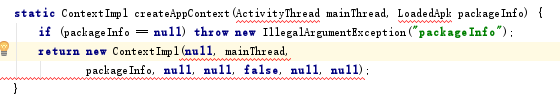 static ContextImpl createAppContext(ActivityThread mainThread, LoadedApk packageInfo) {
if (packageInfo == null) throw new IllegalArgumentException("packageInfo");
return new ContextImpl(null, mainThread,
packageInfo, null, null, false, null, null);
}